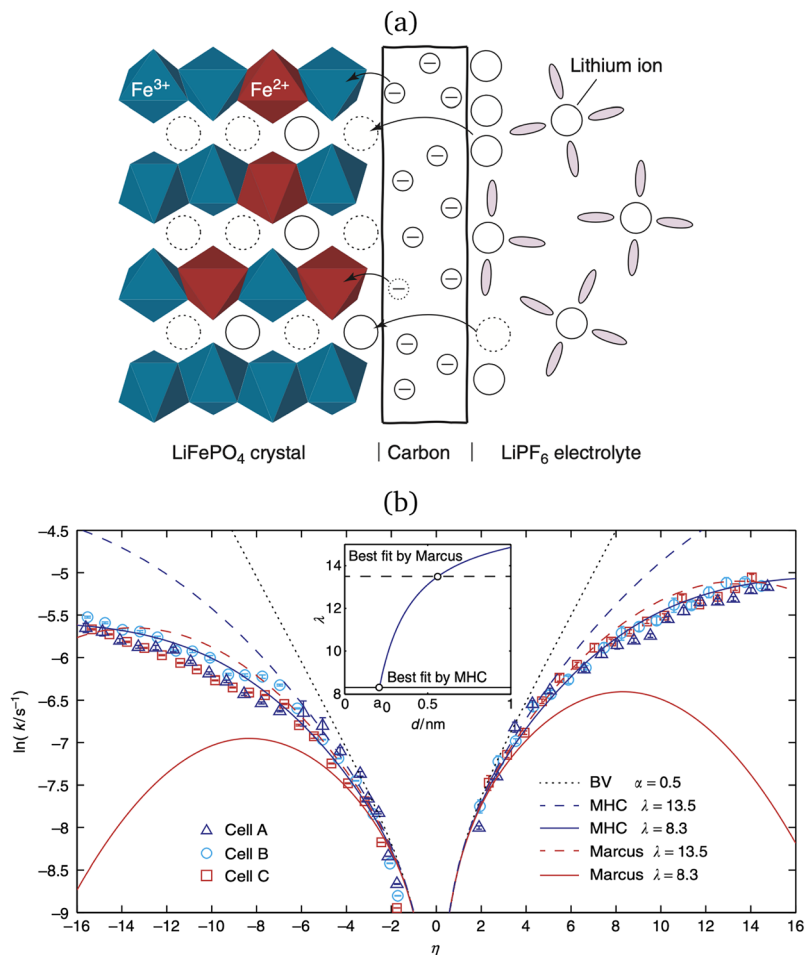 (a)
Lithium ion
Fe³⁺ Fe²⁺
LiFePO₄ crystal | Carbon | LiPF₆ electrolyte
(b)
−4.5
−5
−5.5
−6
−6.5
−7
−7.5
−8
−8.5
−9
ln( k/s⁻¹)
Best fit by Marcus
14
12
10
8
λ
Best fit by MHC
a₀ 0 0.5 1
d/nm
Cell A
Cell B
Cell C
BV α = 0.5
MHC λ = 13.5
MHC λ = 8.3
Marcus λ = 13.5
Marcus λ = 8.3
−16 −14 −12 −10 −8 −6 −4 −2 0 2 4 6 8 10 12 14 16
η